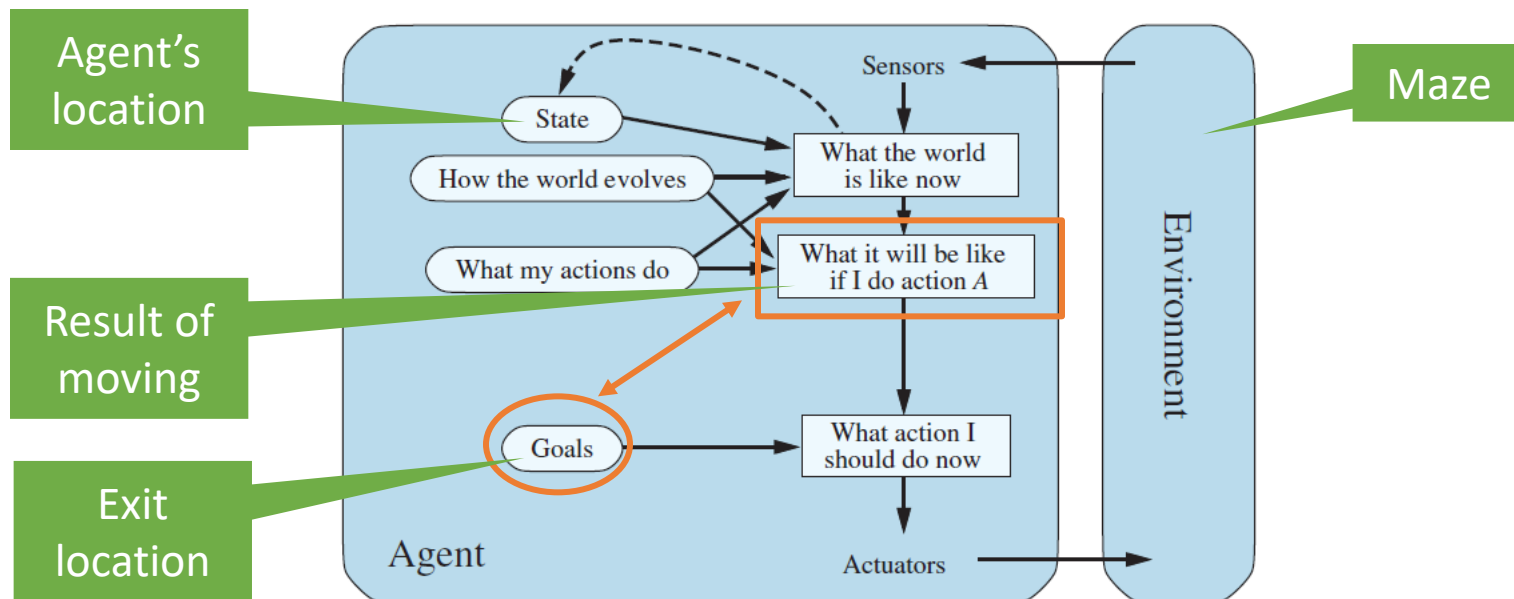 Agent’s
location
Sensors
Maze
State
What the world
is like now
How the world evolves
What it will be like
if I do action A
What my actions do
Environment
Result of
moving
What action I
should do now
Goals
Exit
location
Agent
Actuators